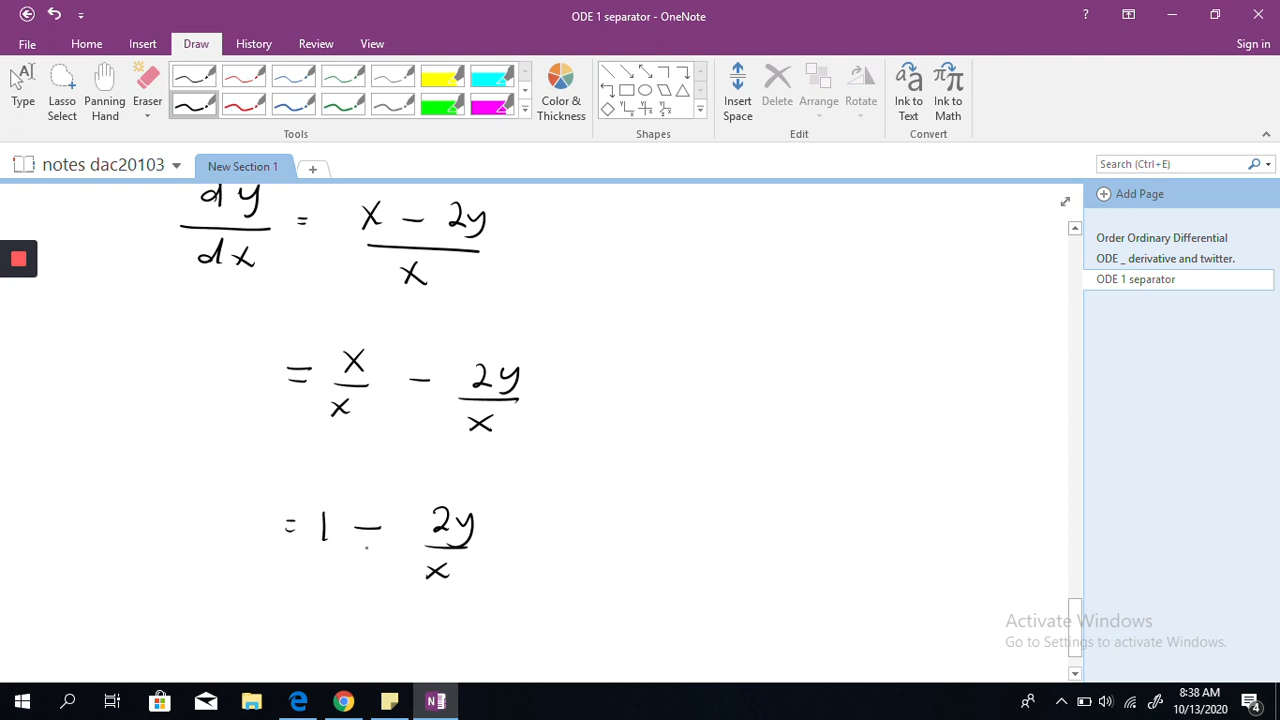 ODE 1 separator - OneNote
?
File Home Insert Draw History Review View Sign in
Type Lasso Select Panning Hand Eraser Color & Thickness Insert Space Delete Arrange Rotate Ink to Text Ink to Math
Tools Shapes Edit Convert
notes dac20103 New Section 1 + Search (Ctrl+E)
Add Page
Order Ordinary Differential
ODE _ derivative and twitter.
ODE 1 separator
dy/dx = (x - 2y)/x
= x/x - 2y/x
= 1 - 2y/x
Activate Windows
Go to Settings to activate Windows.
N
8:38 AM
10/13/2020
4